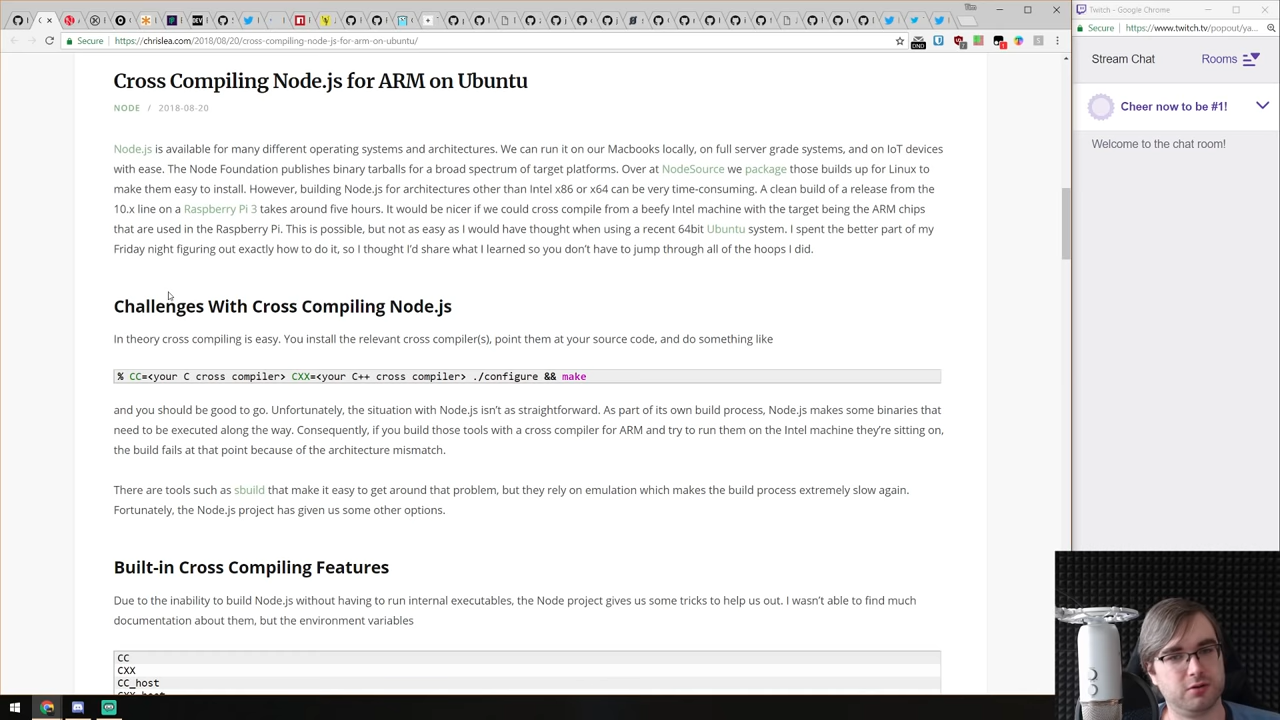 Secure
https://chrislea.com/2018/08/20/cross-compiling-node-js-for-arm-on-ubuntu/
Cross Compiling Node.js for ARM on Ubuntu
NODE / 2018-08-20
Node.js is available for many different operating systems and architectures. We can run it on our Macbooks locally, on full server grade systems, and on IoT devices
with ease. The Node Foundation publishes binary tarballs for a broad spectrum of target platforms. Over at NodeSource we package those builds up for Linux to
make them easy to install. However, building Node.js for architectures other than Intel x86 or x64 can be very time-consuming. A clean build of a release from the
10.x line on a Raspberry Pi 3 takes around five hours. It would be nicer if we could cross compile from a beefy Intel machine with the target being the ARM chips
that are used in the Raspberry Pi. This is possible, but not as easy as I would have thought when using a recent 64bit Ubuntu system. I spent the better part of my
Friday night figuring out exactly how to do it, so I thought I'd share what I learned so you don't have to jump through all of the hoops I did.
Challenges With Cross Compiling Node.js
In theory cross compiling is easy. You install the relevant cross compiler(s), point them at your source code, and do something like
% CC=<your C cross compiler> CXX=<your C++ cross compiler> ./configure && make
and you should be good to go. Unfortunately, the situation with Node.js isn't as straightforward. As part of its own build process, Node.js makes some binaries that
need to be executed along the way. Consequently, if you build those tools with a cross compiler for ARM and try to run them on the Intel machine they're sitting on,
the build fails at that point because of the architecture mismatch.
There are tools such as sbuild that make it easy to get around that problem, but they rely on emulation which makes the build process extremely slow again.
Fortunately, the Node.js project has given us some other options.
Built-in Cross Compiling Features
Due to the inability to build Node.js without having to run internal executables, the Node project gives us some tricks to help us out. I wasn't able to find much
documentation about them, but the environment variables
CC
CXX
CC_host
CXX_host
Twitch - Google Chrome
Secure
https://www.twitch.tv/popout/ya...
Stream Chat
Rooms
Cheer now to be #1!
Welcome to the chat room!